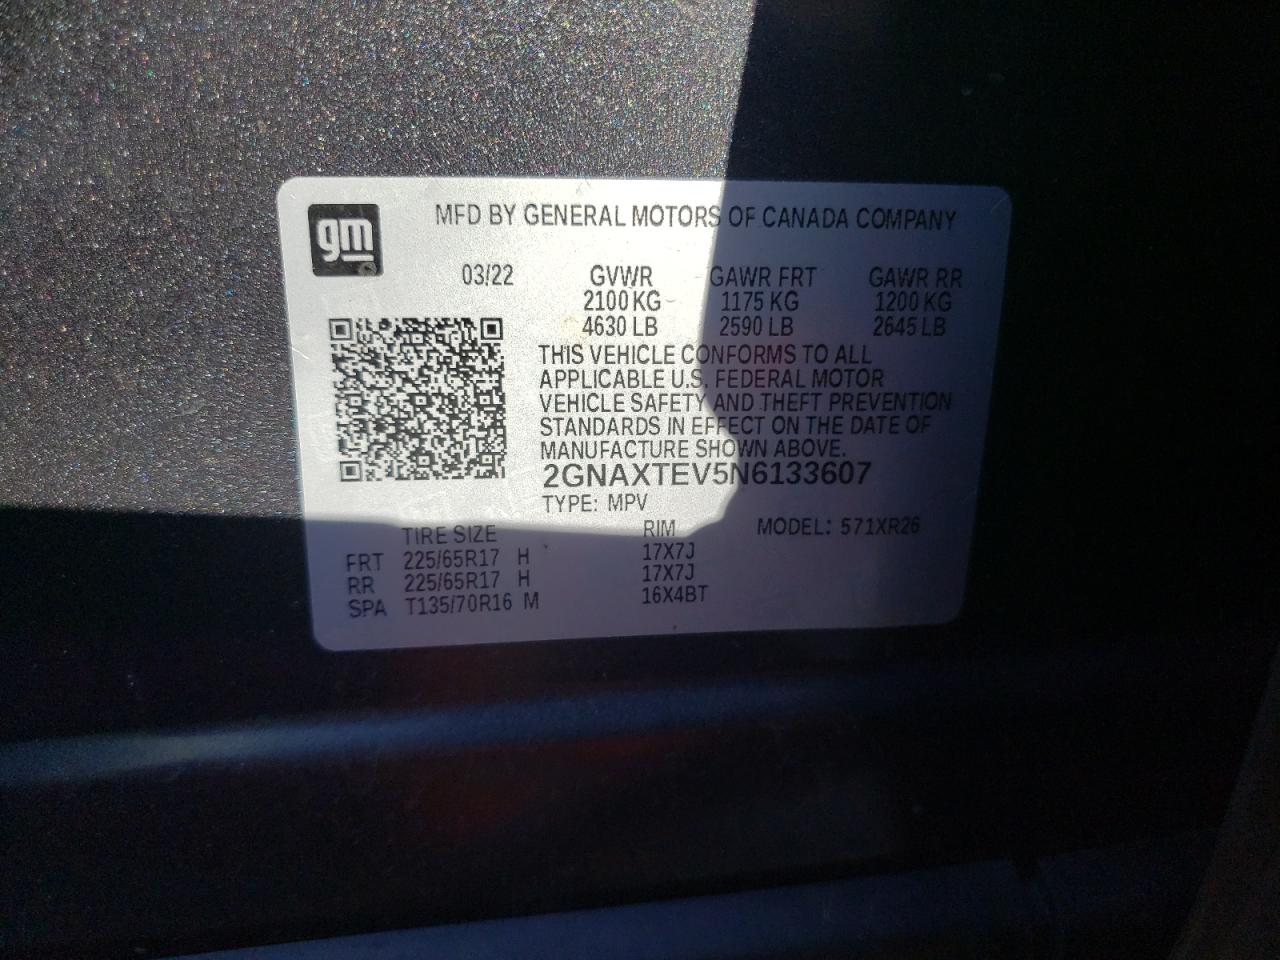 gm
MFD BY GENERAL MOTORS OF CANADA COMPANY
03/22 GVWR GAWR FRT GAWR RR
2100 KG 1175 KG 1200 KG
4630 LB 2590 LB 2645 LB
THIS VEHICLE CONFORMS TO ALL
APPLICABLE U.S. FEDERAL MOTOR
VEHICLE SAFETY AND THEFT PREVENTION
STANDARDS IN EFFECT ON THE DATE OF
MANUFACTURE SHOWN ABOVE.
2GNAXTEV5N6133607
TYPE: MPV
TIRE SIZE RIM MODEL: 571XR26
FRT 225/65R17 H 17X7J
RR 225/65R17 H 17X7J
SPA T135/70R16 M 16X4BT